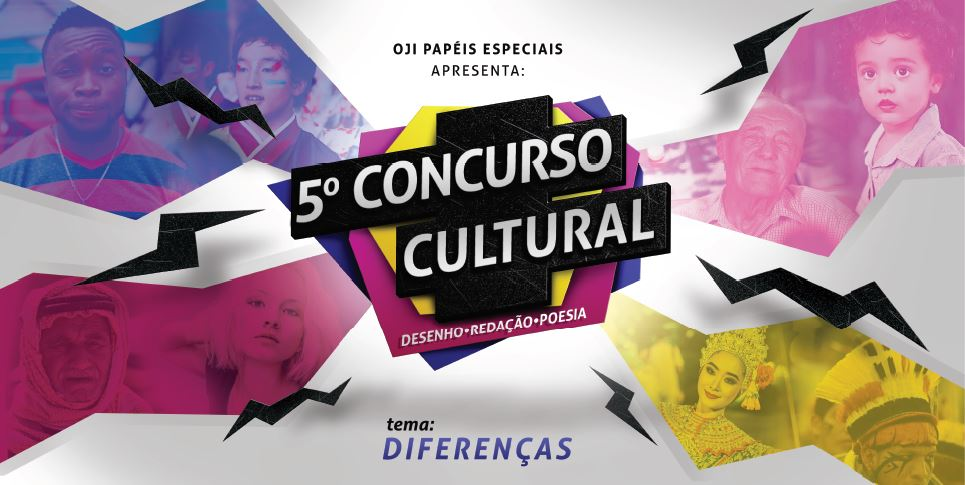 OJI PAPÉIS ESPECIAIS
APRESENTA:
5º CONCURSO
CULTURAL
DESENHO•REDAÇÃO•POESIA
tema:
DIFERENÇAS